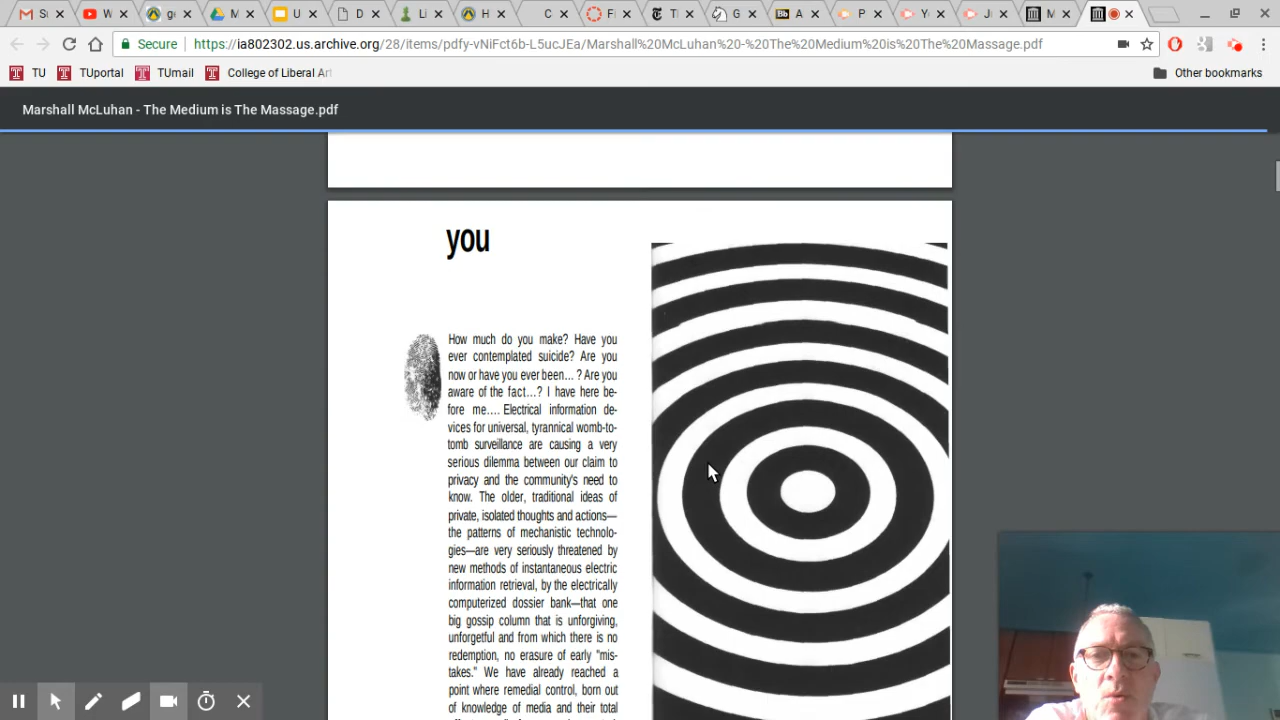 Su
W
ge
M
U
D
Li
H
C
Fi
Th
G
A
P
Yo
Ji
M
M
Secure
https://ia802302.us.archive.org/28/items/pdfy-vNiFct6b-L5ucJEa/Marshall%20McLuhan%20-%20The%20Medium%20is%20The%20Massage.pdf
TU
TUportal
TUmail
College of Liberal Art
Other bookmarks
Marshall McLuhan - The Medium is The Massage.pdf
you
How much do you make? Have you
ever contemplated suicide? Are you
now or have you ever been... ? Are you
aware of the fact...? I have here be-
fore me.... Electrical information de-
vices for universal, tyrannical womb-to-
tomb surveillance are causing a very
serious dilemma between our claim to
privacy and the community's need to
know. The older, traditional ideas of
private, isolated thoughts and actions—
the patterns of mechanistic technolo-
gies—are very seriously threatened by
new methods of instantaneous electric
information retrieval, by the electrically
computerized dossier bank—that one
big gossip column that is unforgiving,
unforgetful and from which there is no
redemption, no erasure of early "mis-
takes." We have already reached a
point where remedial control, born out
of knowledge of media and their total